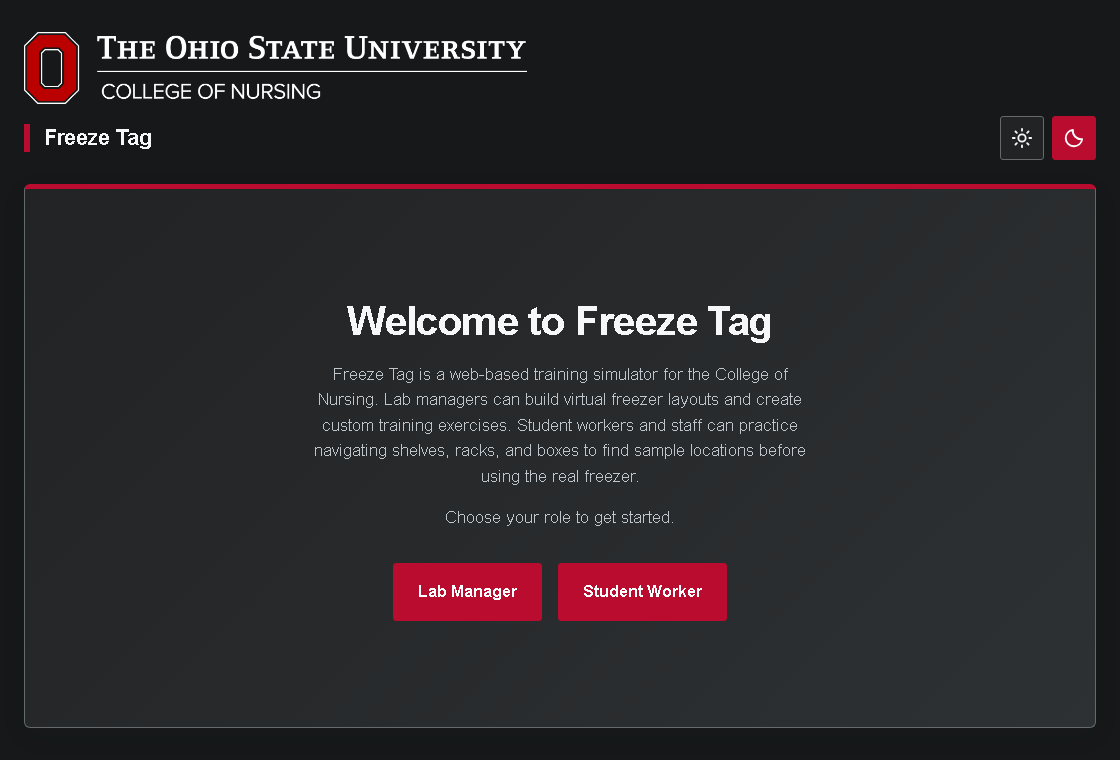 THE OHIO STATE UNIVERSITY
COLLEGE OF NURSING
Freeze Tag
Welcome to Freeze Tag
Freeze Tag is a web-based training simulator for the College of
Nursing. Lab managers can build virtual freezer layouts and create
custom training exercises. Student workers and staff can practice
navigating shelves, racks, and boxes to find sample locations before
using the real freezer.
Choose your role to get started.
Lab Manager
Student Worker